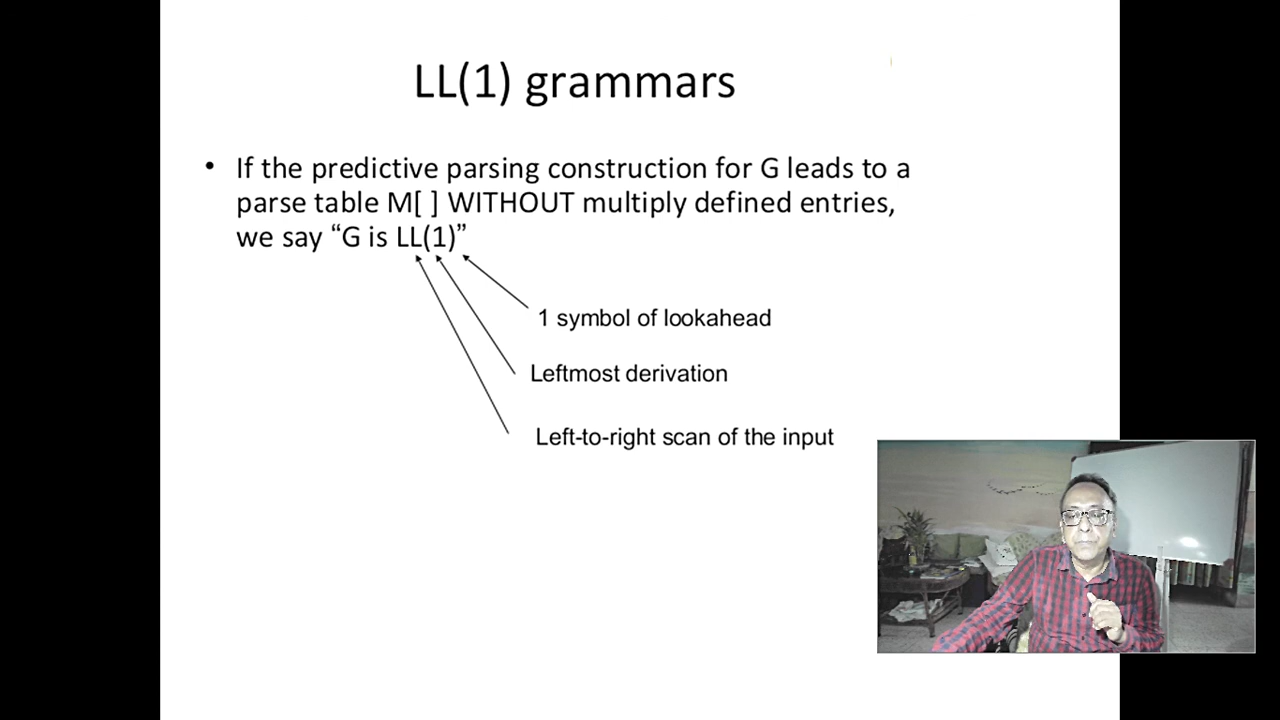 LL(1) grammars
• If the predictive parsing construction for G leads to a
parse table M[ ] WITHOUT multiply defined entries,
we say “G is LL(1)”
1 symbol of lookahead
Leftmost derivation
Left-to-right scan of the input